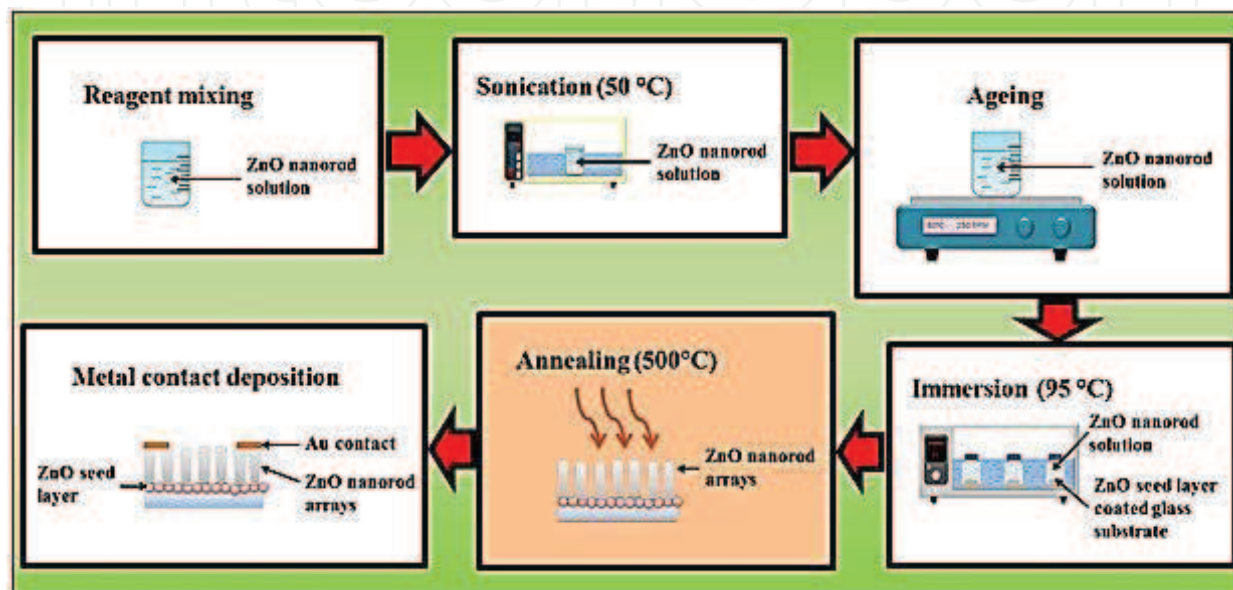 Reagent mixing
ZnO nanorod
solution
Sonication (50 °C)
ZnO nanorod
solution
Ageing
ZnO nanorod
solution
Immersion (95 °C)
ZnO nanorod
solution
ZnO seed layer
coated glass
substrate
Annealing (500°C)
ZnO nanorod
arrays
Metal contact deposition
Au contact
ZnO seed
layer
ZnO nanorod
arrays